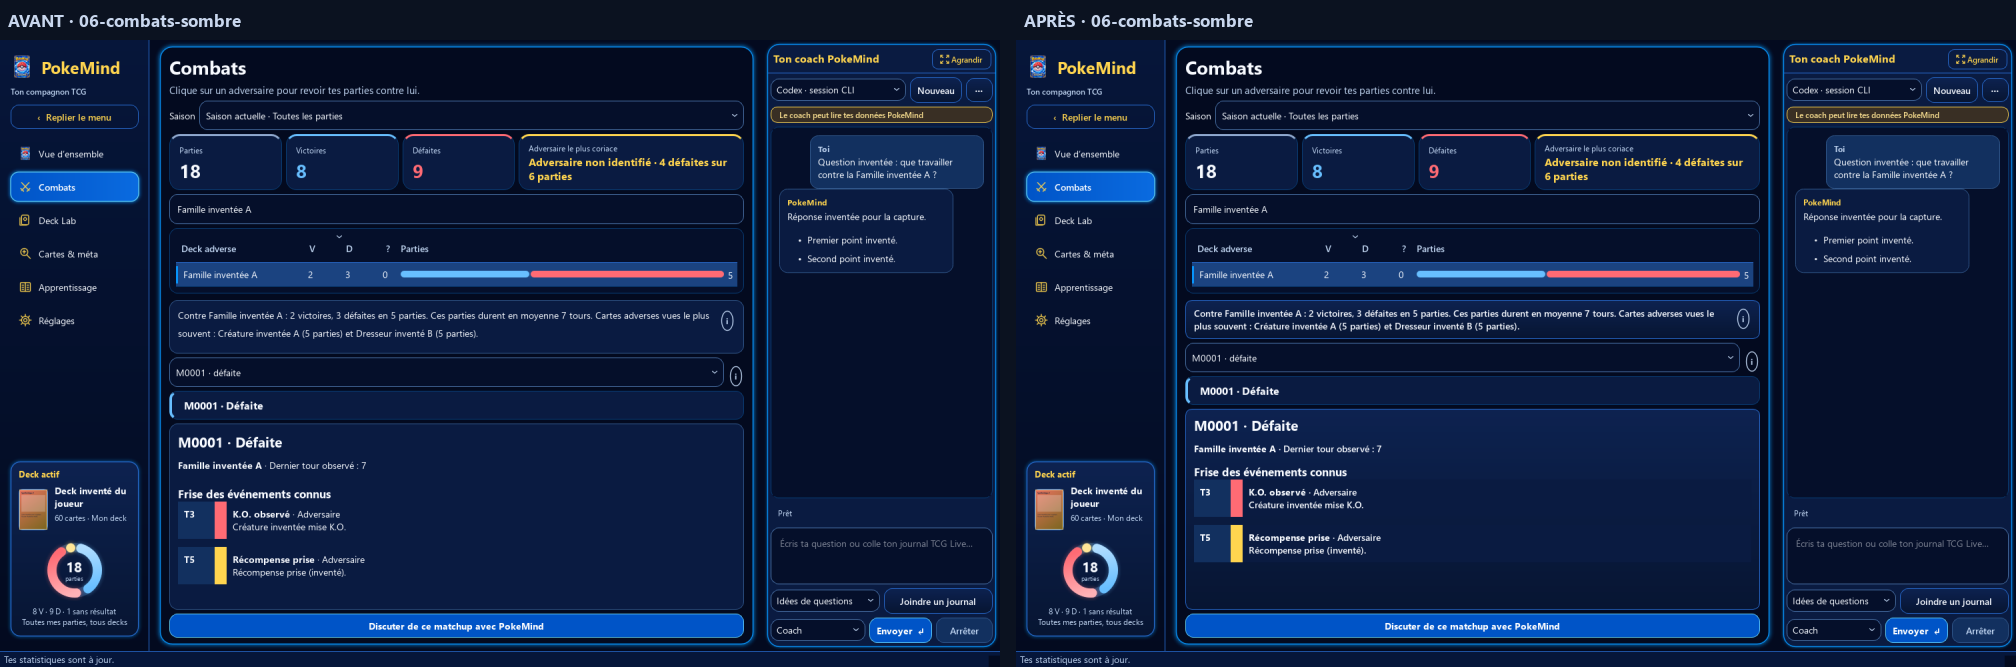 AVANT · 06-combats-sombre
PokeMind
Ton compagnon TCG
‹ Replier le menu
Vue d'ensemble
Combats
Deck Lab
Cartes & méta
Apprentissage
Réglages
Deck actif
Deck inventé du
joueur
60 cartes · Mon deck
18
parties
8 V · 9 D · 1 sans résultat
Toutes mes parties, tous decks
Combats
Clique sur un adversaire pour revoir tes parties contre lui.
Saison
Saison actuelle · Toutes les parties
Parties
18
Victoires
8
Défaites
9
Adversaire le plus coriace
Adversaire non identifié · 4 défaites sur
6 parties
Famille inventée A
Deck adverse V D ? Parties
Famille inventée A 2 3 0 5
Contre Famille inventée A : 2 victoires, 3 défaites en 5 parties. Ces parties durent en moyenne 7 tours. Cartes adverses vues le plus
souvent : Créature inventée A (5 parties) et Dresseur inventé B (5 parties).
i
M0001 · défaite
i
M0001 · Défaite
M0001 · Défaite
Famille inventée A · Dernier tour observé : 7
Frise des événements connus
T3
K.O. observé · Adversaire
Créature inventée mise K.O.
T5
Récompense prise · Adversaire
Récompense prise (inventé).
Discuter de ce matchup avec PokeMind
Ton coach PokeMind
Agrandir
Codex · session CLI
Nouveau
...
Le coach peut lire tes données PokeMind
Toi
Question inventée : que travailler
contre la Famille inventée A ?
PokeMind
Réponse inventée pour la capture.
• Premier point inventé.
• Second point inventé.
Prêt
Écris ta question ou colle ton journal TCG Live...
Idées de questions
Joindre un journal
Coach
Envoyer ↲
Arrêter
Tes statistiques sont à jour.
APRÈS · 06-combats-sombre
PokeMind
Ton compagnon TCG
‹ Replier le menu
Vue d'ensemble
Combats
Deck Lab
Cartes & méta
Apprentissage
Réglages
Deck actif
Deck inventé du
joueur
60 cartes · Mon deck
18
parties
8 V · 9 D · 1 sans résultat
Toutes mes parties, tous decks
Combats
Clique sur un adversaire pour revoir tes parties contre lui.
Saison
Saison actuelle · Toutes les parties
Parties
18
Victoires
8
Défaites
9
Adversaire le plus coriace
Adversaire non identifié · 4 défaites sur
6 parties
Famille inventée A
Deck adverse V D ? Parties
Famille inventée A 2 3 0 5
Contre Famille inventée A : 2 victoires, 3 défaites en 5 parties. Ces parties durent en moyenne 7 tours. Cartes adverses vues le
plus souvent : Créature inventée A (5 parties) et Dresseur inventé B (5 parties).
i
M0001 · défaite
i
M0001 · Défaite
M0001 · Défaite
Famille inventée A · Dernier tour observé : 7
Frise des événements connus
T3
K.O. observé · Adversaire
Créature inventée mise K.O.
T5
Récompense prise · Adversaire
Récompense prise (inventé).
Discuter de ce matchup avec PokeMind
Ton coach PokeMind
Agrandir
Codex · session CLI
Nouveau
...
Le coach peut lire tes données PokeMind
Toi
Question inventée : que travailler
contre la Famille inventée A ?
PokeMind
Réponse inventée pour la capture.
• Premier point inventé.
• Second point inventé.
Prêt
Écris ta question ou colle ton journal TCG Live...
Idées de questions
Joindre un journal
Coach
Envoyer ↲
Arrêter
Tes statistiques sont à jour.